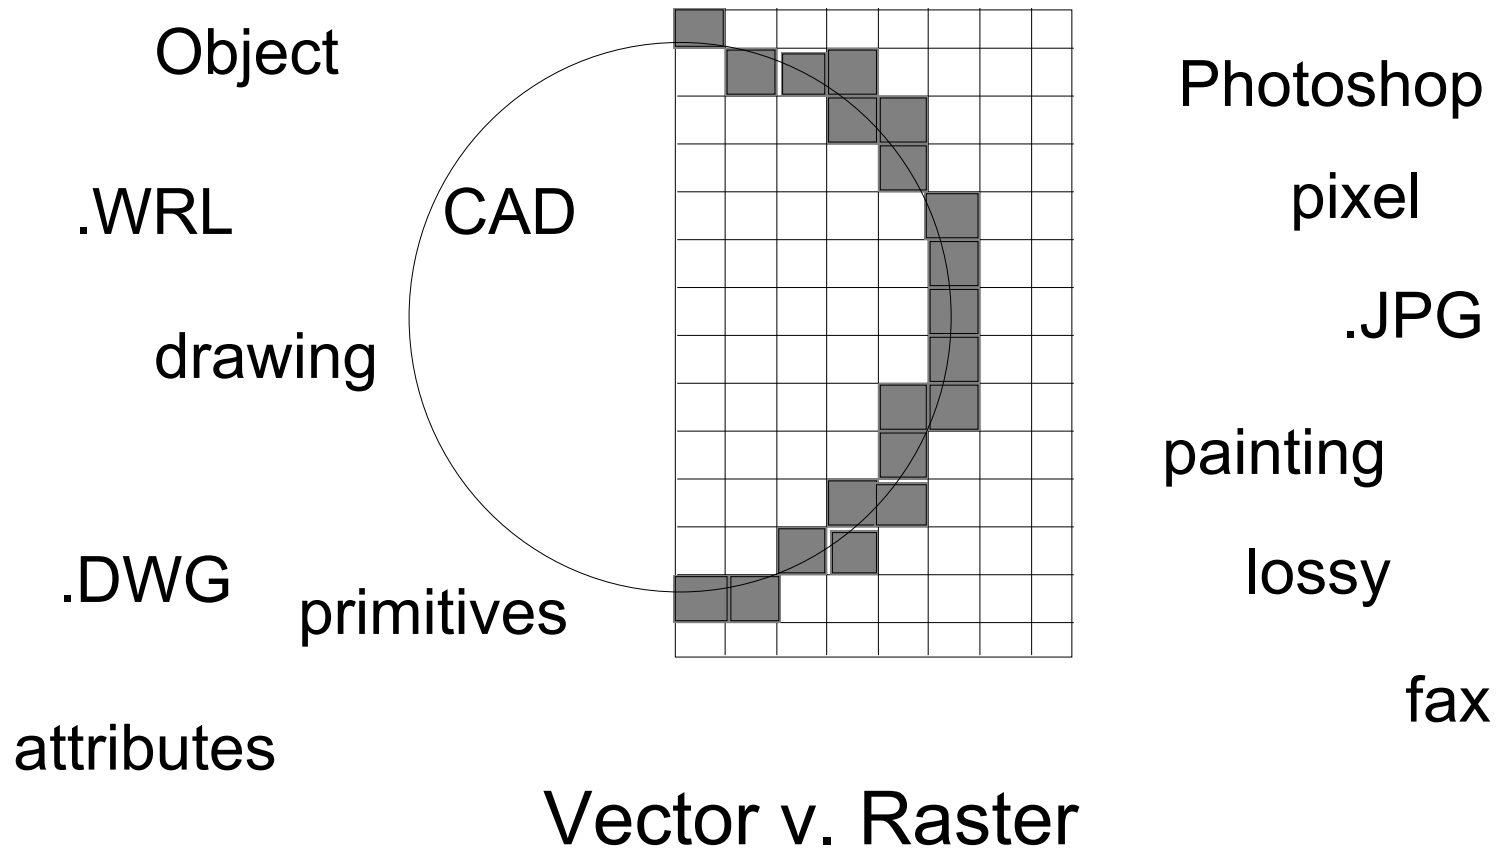 Object
Photoshop
.WRL
CAD
pixel
drawing
.JPG
painting
.DWG
primitives
lossy
fax
attributes
Vector v. Raster